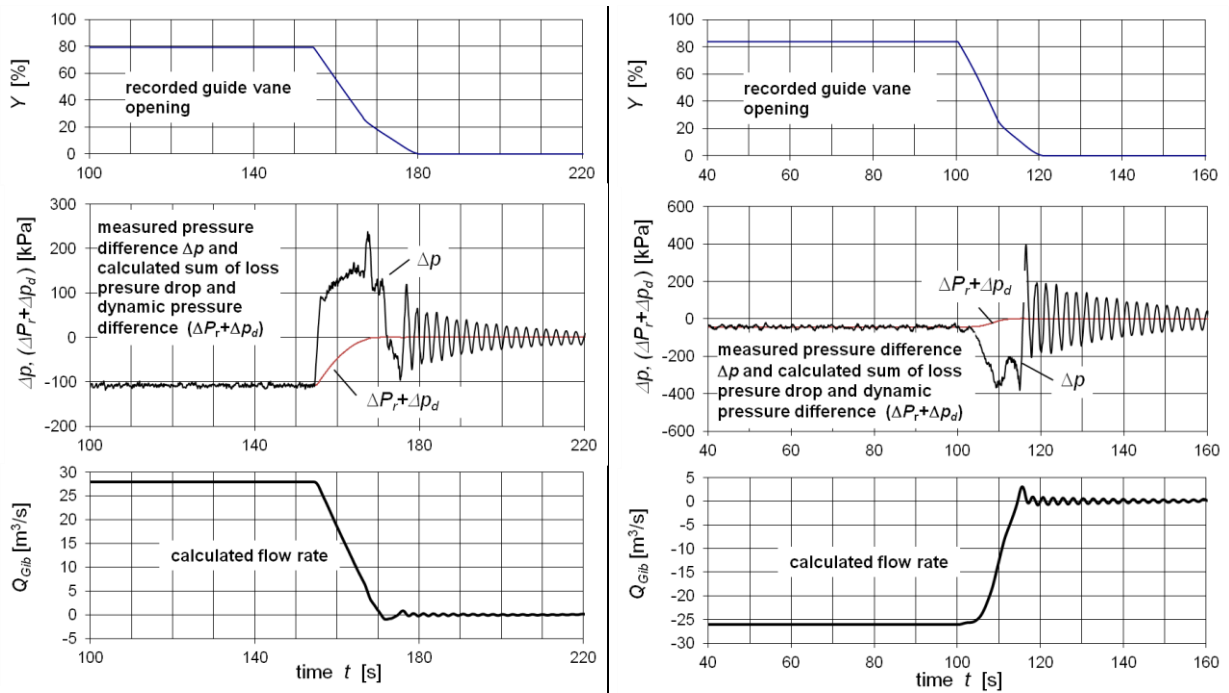 100
80
60
40
20
0
Y [%]
recorded guide vane
opening
100 140 180 220
300
200
100
0
-100
-200
Δp, (ΔPr+Δpd) [kPa]
measured pressure
difference Δp and
calculated sum of loss
presure drop and
dynamic pressure
difference (ΔPr+Δpd)
Δp
ΔPr+Δpd
100 140 180 220
30
25
20
15
10
5
0
-5
QGib [m³/s]
calculated flow rate
100 140 180 220
time t [s]
100
80
60
40
20
0
Y [%]
recorded guide vane
opening
40 60 80 100 120 140 160
600
400
200
0
-200
-400
-600
Δp, (ΔPr+Δpd) [kPa]
ΔPr+Δpd
measured pressure difference
Δp and calculated sum of loss
presure drop and dynamic
pressure difference (ΔPr+Δpd)
Δp
40 60 80 100 120 140 160
5
0
-5
-10
-15
-20
-25
-30
QGib [m³/s]
calculated flow rate
40 60 80 100 120 140 160
time t [s]